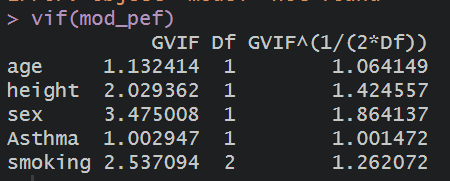 > vif(mod_pef)
GVIF Df GVIF^(1/(2*Df))
age 1.132414 1 1.064149
height 2.029362 1 1.424557
sex 3.475008 1 1.864137
Asthma 1.002947 1 1.001472
smoking 2.537094 2 1.262072